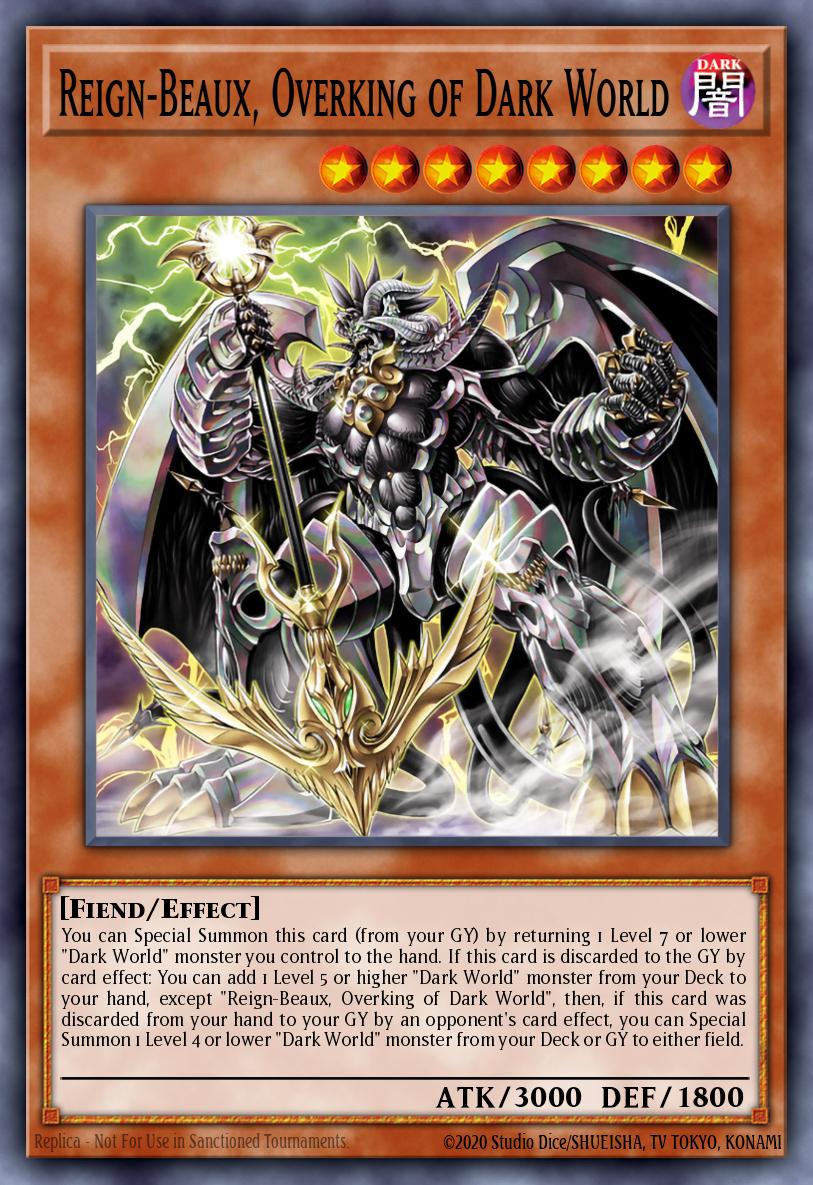 Reign-Beaux, Overking of Dark World
DARK
闇
[Fiend/Effect]
You can Special Summon this card (from your GY) by returning 1 Level 7 or lower
"Dark World" monster you control to the hand. If this card is discarded to the GY by
card effect: You can add 1 Level 5 or higher "Dark World" monster from your Deck to
your hand, except "Reign-Beaux, Overking of Dark World", then, if this card was
discarded from your hand to your GY by an opponent's card effect, you can Special
Summon 1 Level 4 or lower "Dark World" monster from your Deck or GY to either field.
ATK/3000 DEF/1800
Replica - Not For Use in Sanctioned Tournaments.
©2020 Studio Dice/SHUEISHA, TV TOKYO, KONAMI